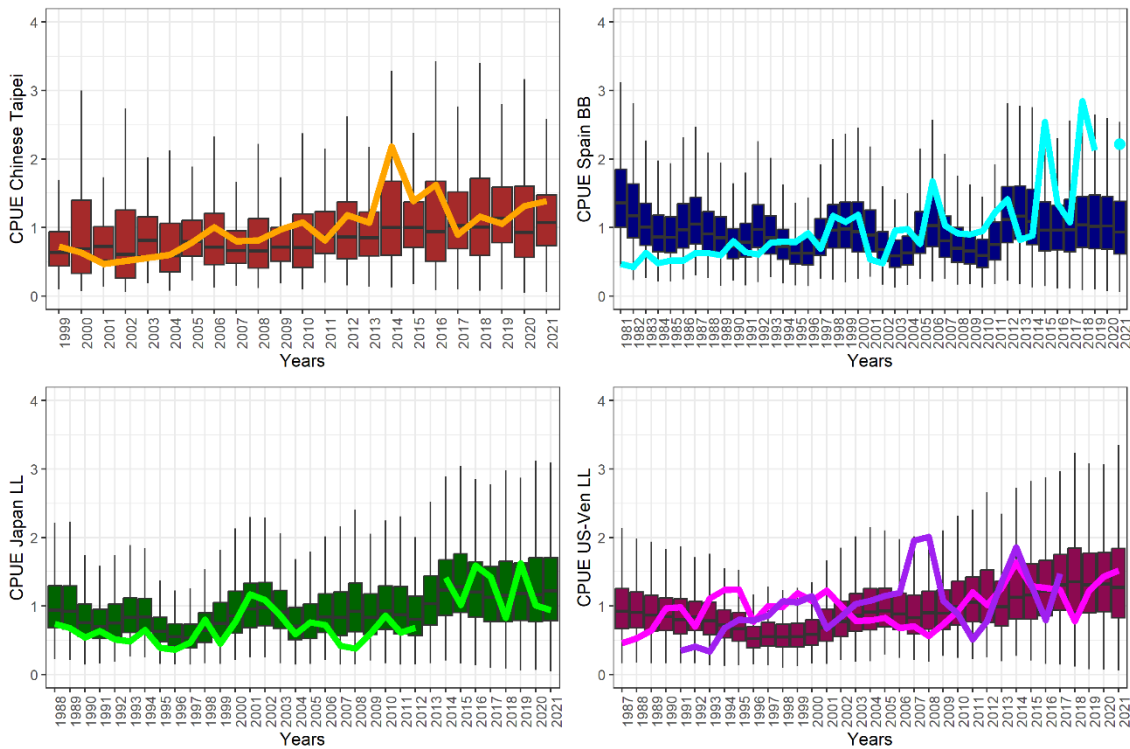 CPUE Chinese Taipei
4
3
2
1
0
1999 2000 2001 2002 2003 2004 2005 2006 2007 2008 2009 2010 2011 2012 2013 2014 2015 2016 2017 2018 2019 2020 2021
Years
CPUE Spain BB
4
3
2
1
0
1981 1982 1983 1984 1985 1986 1987 1988 1989 1990 1991 1992 1993 1994 1995 1996 1997 1998 1999 2000 2001 2002 2003 2004 2005 2006 2007 2008 2009 2010 2011 2012 2013 2014 2015 2016 2017 2018 2019 2020 2021
Years
CPUE Japan LL
4
3
2
1
0
1988 1989 1990 1991 1992 1993 1994 1995 1996 1997 1998 1999 2000 2001 2002 2003 2004 2005 2006 2007 2008 2009 2010 2011 2012 2013 2014 2015 2016 2017 2018 2019 2020 2021
Years
CPUE US-Ven LL
4
3
2
1
0
1987 1988 1989 1990 1991 1992 1993 1994 1995 1996 1997 1998 1999 2000 2001 2002 2003 2004 2005 2006 2007 2008 2009 2010 2011 2012 2013 2014 2015 2016 2017 2018 2019 2020 2021
Years